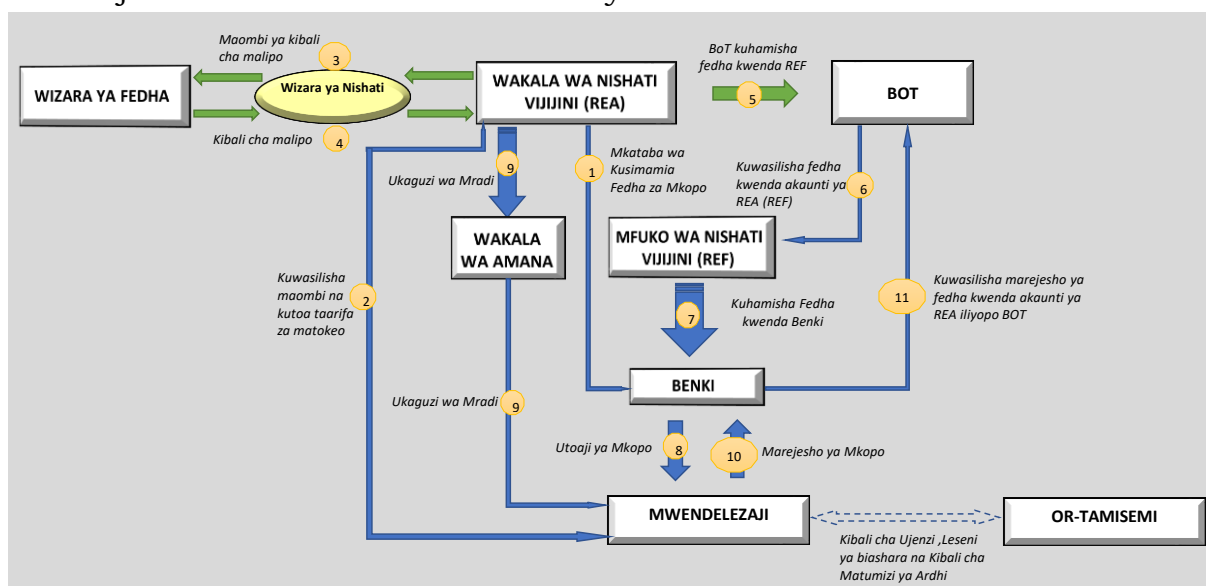 Maombi ya kibali
cha malipo
3
WIZARA YA FEDHA
Wizara ya Nishati
Kibali cha malipo
4
WAKALA WA NISHATI
VIJIJINI (REA)
BoT kuhamisha
fedha kwenda REF
5
BOT
Ukaguzi wa Mradi
9
1
Mkataba wa
Kusimamia
Fedha za Mkopo
Kuwasilisha fedha
kwenda akaunti ya
REA (REF)
6
WAKALA
WA AMANA
MFUKO WA NISHATI
VIJIJINI (REF)
Kuwasilisha
maombi na
kutoa taarifa
za matokeo
2
7
Kuhamisha Fedha
kwenda Benki
11
Kuwasilisha marejesho ya
fedha kwenda akaunti ya
REA iliyopo BOT
BENKI
Ukaguzi wa Mradi
9
Utoaji ya Mkopo
8
10
Marejesho ya Mkopo
MWENDELEZAJI
OR-TAMISEMI
Kibali cha Ujenzi ,Leseni
ya biashara na Kibali cha
Matumizi ya Ardhi